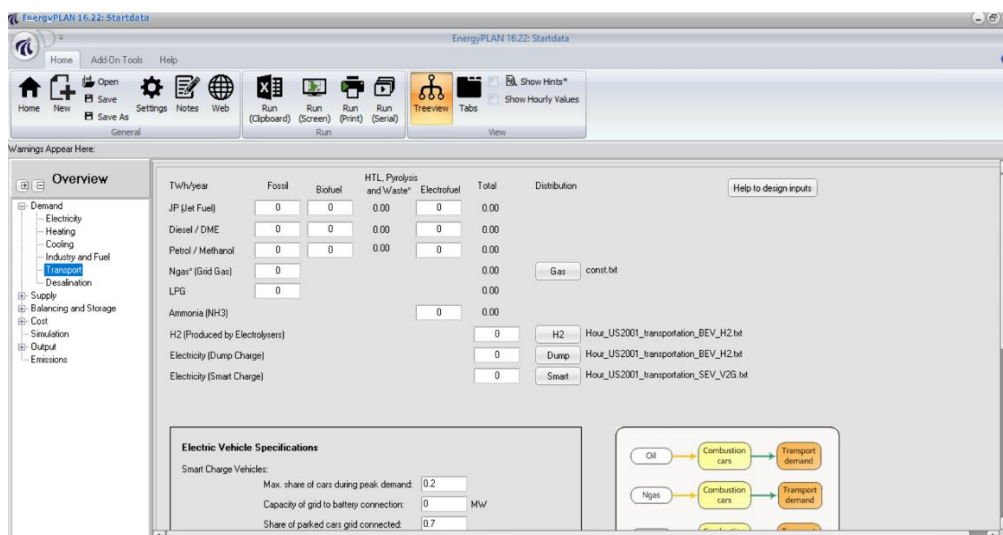 EnergyPLAN 16.22: Startdata
EnergyPLAN 16.22: Startdata
Home Add-On Tools Help
Home New Open Save Save As Settings Notes Web
General
Run (Clipboard) Run (Screen) Run (Print) Run (Serial)
Run
Treeview Tabs Show Hints* Show Hourly Values
View
Warnings Appear Here:
Overview
Demand
Electricity
Heating
Cooling
Industry and Fuel
Transport
Desalination
Supply
Balancing and Storage
Cost
Simulation
Output
Emissions
TWh/year Fossil Biofuel HTL, Pyrolysis and Waste* Electrofuel Total Distribution Help to design inputs
JP (Jet Fuel) 0 0 0.00 0 0.00
Diesel / DME 0 0 0.00 0 0.00
Petrol / Methanol 0 0 0.00 0 0.00
Ngas* (Grid Gas) 0 0.00 Gas const.txt
LPG 0 0.00
Ammonia (NH3) 0 0.00
H2 (Produced by Electrolysers) 0 H2 Hour_US2001_transportation_BEV_H2.txt
Electricity (Dump Charge) 0 Dump Hour_US2001_transportation_BEV_H2.txt
Electricity (Smart Charge) 0 Smart Hour_US2001_transportation_SEV_V2G.txt
Electric Vehicle Specifications
Smart Charge Vehicles:
Max. share of cars during peak demand: 0.2
Capacity of grid to battery connection: 0 MW
Share of parked cars grid connected: 0.7
Oil Combustion cars Transport demand
Ngas Combustion cars Transport demand